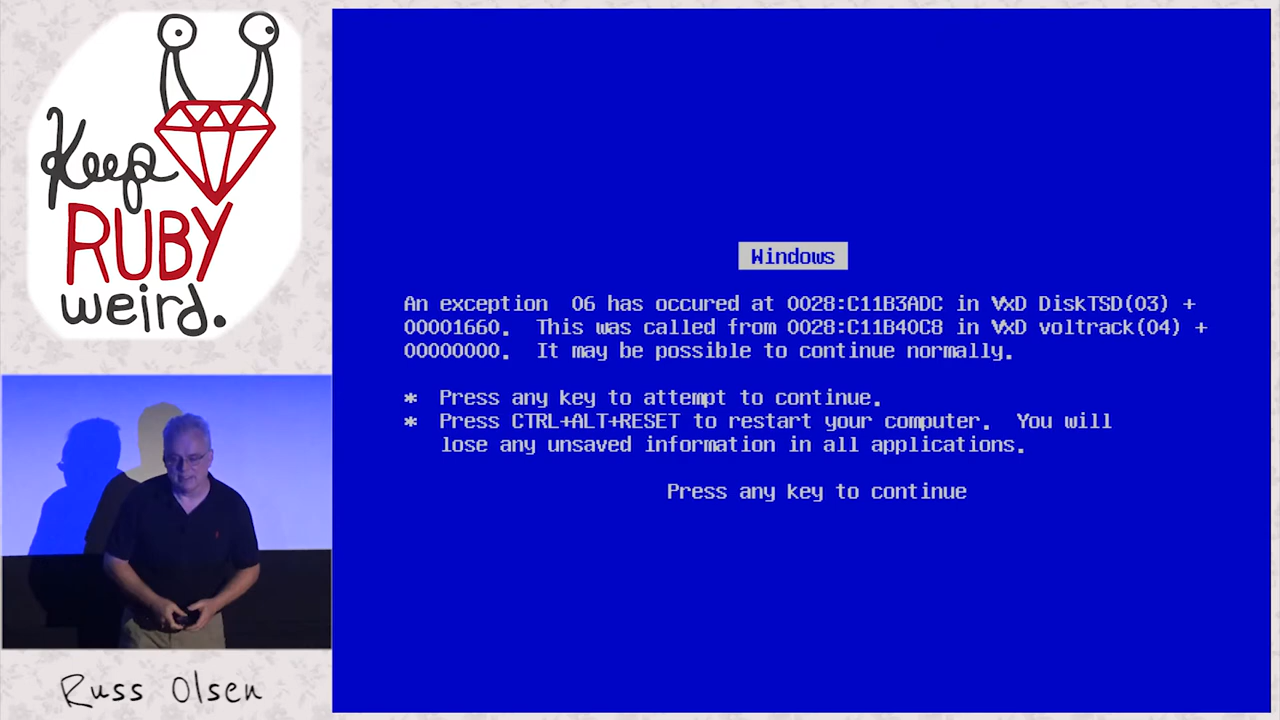 Keep
RUBY
weird.
Windows
An exception  06 has occured at 0028:C11B3ADC in VxD DiskTSD(03) +
00001660.  This was called from 0028:C11B40C8 in VxD voltrack(04) +
00000000.  It may be possible to continue normally.
*  Press any key to attempt to continue.
*  Press CTRL+ALT+RESET to restart your computer.  You will
lose any unsaved information in all applications.
Press any key to continue
Russ Olsen